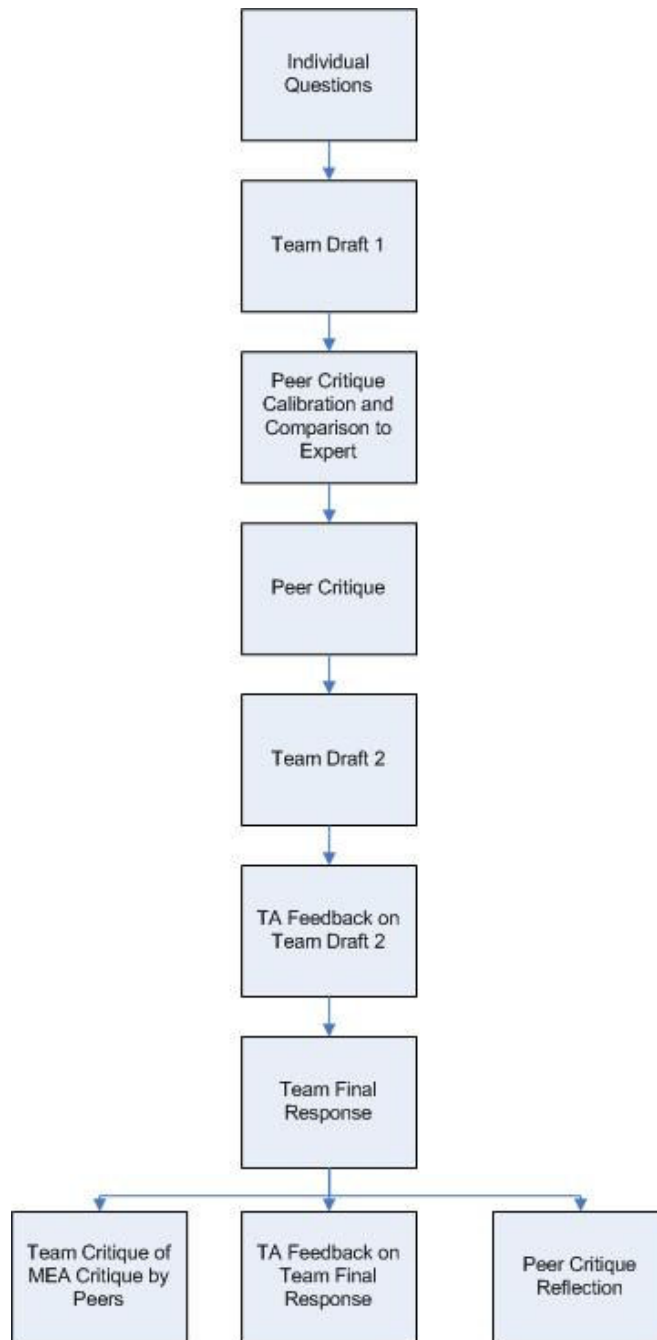 Individual
Questions
Team Draft 1
Peer Critique
Calibration and
Comparison to
Expert
Peer Critique
Team Draft 2
TA Feedback on
Team Draft 2
Team Final
Response
Team Critique of
MEA Critique by
Peers
TA Feedback on
Team Final
Response
Peer Critique
Reflection